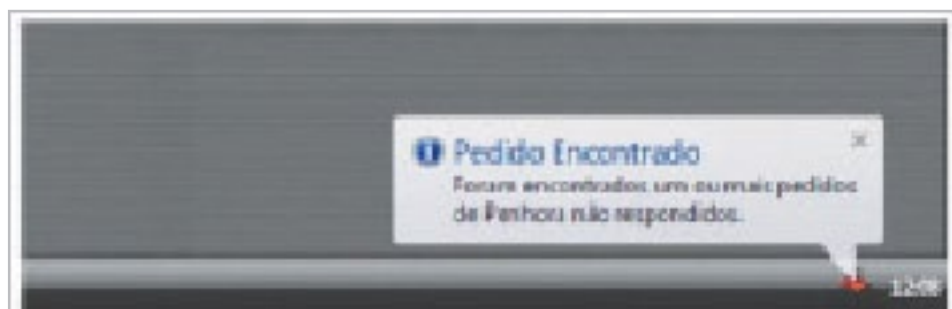 Pedido Encontrado
Foram encontrados um ou mais pedidos
de Penhora não respondidos.